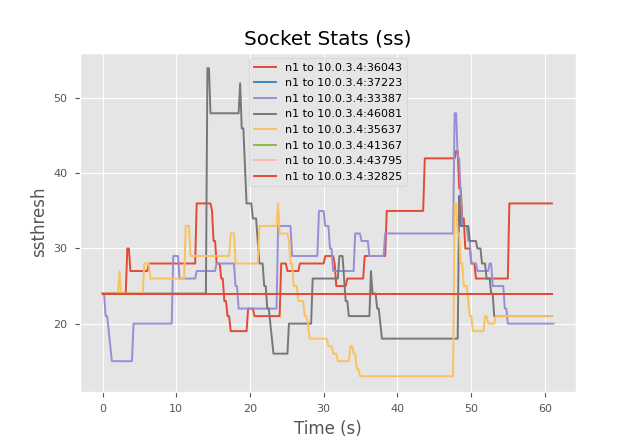 Socket Stats (ss)
n1 to 10.0.3.4:36043
n1 to 10.0.3.4:37223
n1 to 10.0.3.4:33387
n1 to 10.0.3.4:46081
n1 to 10.0.3.4:35637
n1 to 10.0.3.4:41367
n1 to 10.0.3.4:43795
n1 to 10.0.3.4:32825
ssthresh
50
40
30
20
0 10 20 30 40 50 60
Time (s)